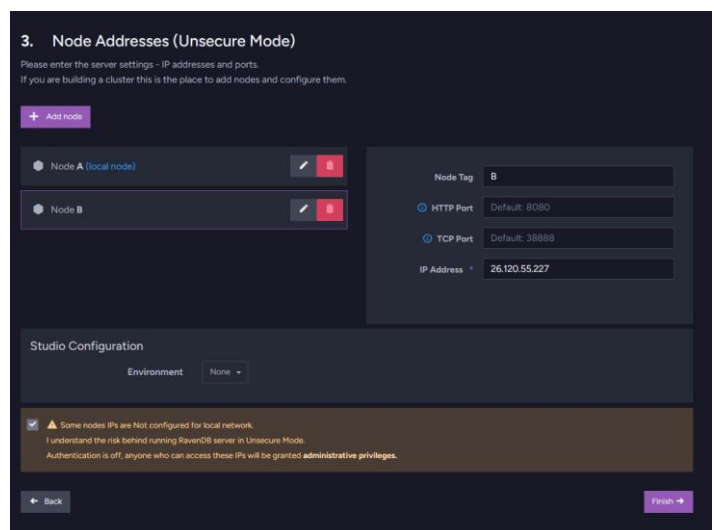 3. Node Addresses (Unsecure Mode)
Please enter the server settings - IP addresses and ports.
If you are building a cluster this is the place to add nodes and configure them.
+ Add node
Node A (local node)
Node B
Node Tag B
HTTP Port Default: 8080
TCP Port Default: 38888
IP Address * 26.120.55.227
Studio Configuration
Environment None
Some nodes IPs are Not configured for local network.
I understand the risk behind running RavenDB server in Unsecure Mode.
Authentication is off, anyone who can access these IPs will be granted administrative privileges.
Back
Finish